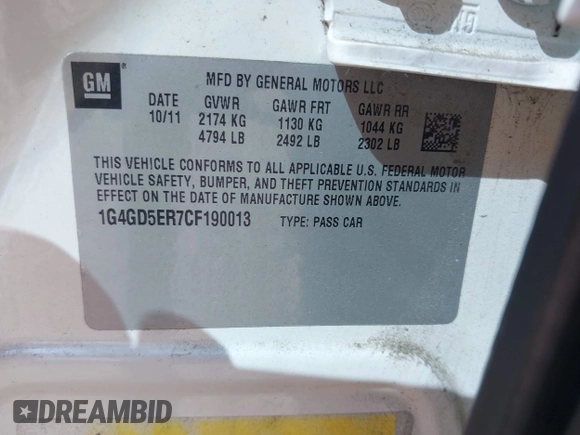 45
GM ®
MFD BY GENERAL MOTORS LLC
DATE GVWR GAWR FRT GAWR RR
10/11 2174 KG 1130 KG 1044 KG
4794 LB 2492 LB 2302 LB
THIS VEHICLE CONFORMS TO ALL APPLICABLE U.S. FEDERAL MOTOR
VEHICLE SAFETY, BUMPER, AND THEFT PREVENTION STANDARDS IN
EFFECT ON THE DATE OF MANUFACTURE SHOWN ABOVE.
1G4GD5ER7CF190013 TYPE: PASS CAR
DREAMBID